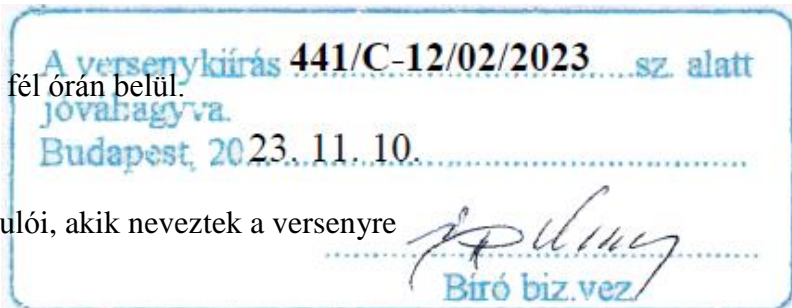 A versenykiírás 441/C-12/02/2023 sz. alatt
fél órán belül.
jóváhagyva.
Budapest, 2023. 11. 10.
ulói, akik neveztek a versenyre
Bíró biz.vez.